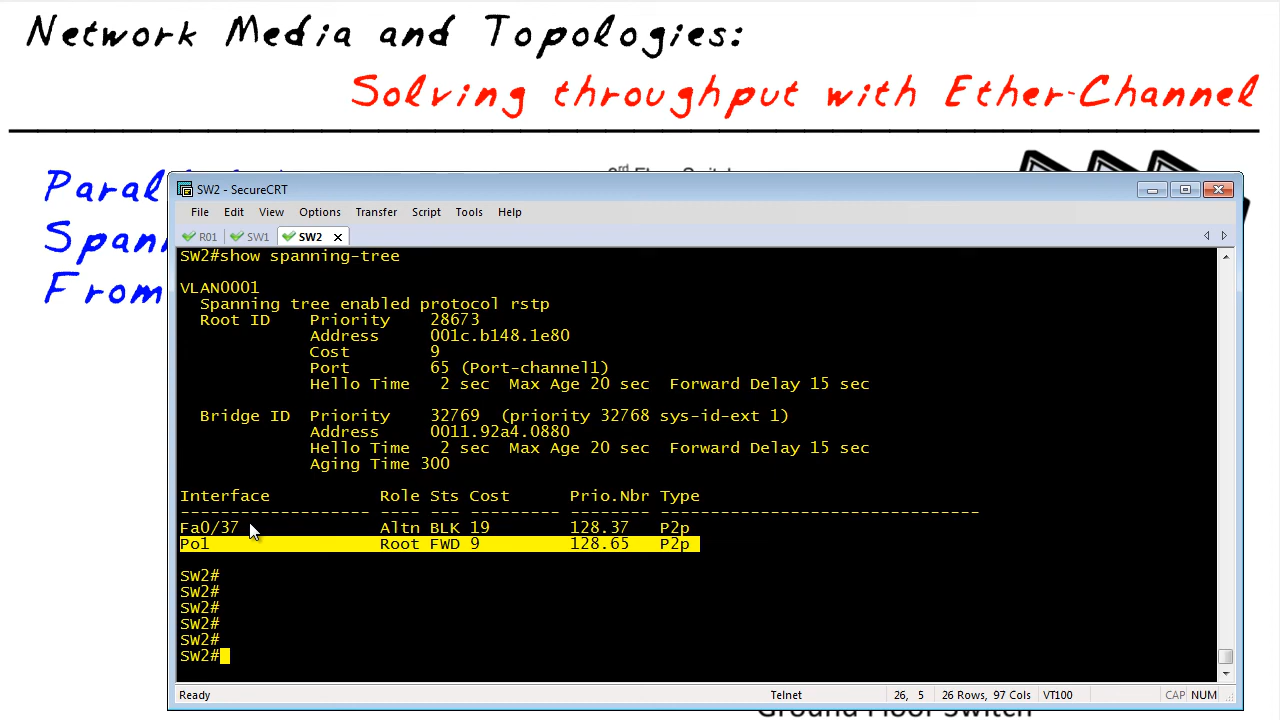 Network Media and Topologies:
Solving throughput with Ether-Channel
Paral
Span
From
SW2 - SecureCRT
File Edit View Options Transfer Script Tools Help
R01 SW1 SW2
SW2#show spanning-tree
VLAN0001
Spanning tree enabled protocol rstp
Root ID Priority 28673
Address 001c.b148.1e80
Cost 9
Port 65 (Port-channel1)
Hello Time 2 sec Max Age 20 sec Forward Delay 15 sec
Bridge ID Priority 32769 (priority 32768 sys-id-ext 1)
Address 0011.92a4.0880
Hello Time 2 sec Max Age 20 sec Forward Delay 15 sec
Aging Time 300
Interface Role Sts Cost Prio.Nbr Type
------------------- ---- --- --------- -------- --------------------------------
Fa0/37 Altn BLK 19 128.37 P2p
Po1 Root FWD 9 128.65 P2p
SW2#
SW2#
SW2#
SW2#
SW2#
SW2#
Ready Telnet 26, 5 26 Rows, 97 Cols VT100 CAP NUM
Ground Floor Switch